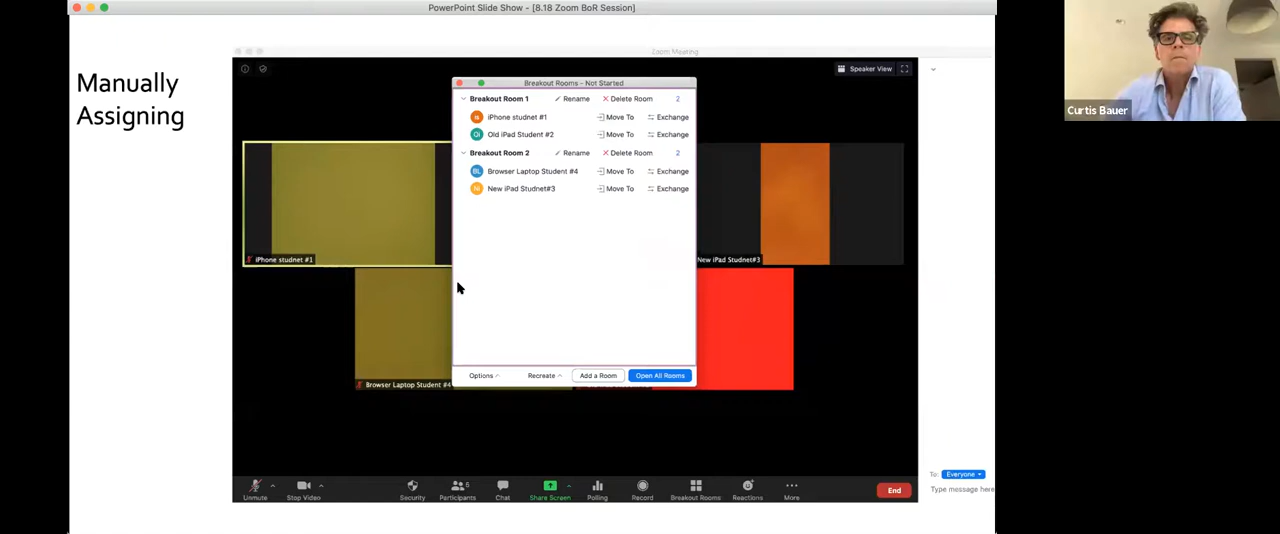 PowerPoint Slide Show - [8.18 Zoom BoR Session]
Manually
Assigning
Zoom Meeting
Speaker View
Breakout Rooms - Not Started
Breakout Room 1 Rename Delete Room 2
iPhone studnet #1 Move To Exchange
Old iPad Student #2 Move To Exchange
Breakout Room 2 Rename Delete Room 2
Browser Laptop Student #4 Move To Exchange
New iPad Studnet#3 Move To Exchange
Options Recreate Add a Room Open All Rooms
iPhone studnet #1
New iPad Studnet#3
Browser Laptop Student #4
Unmute Stop Video Security Participants Chat Share Screen Polling Record Breakout Rooms Reactions More End
To: Everyone
Type message here
Curtis Bauer